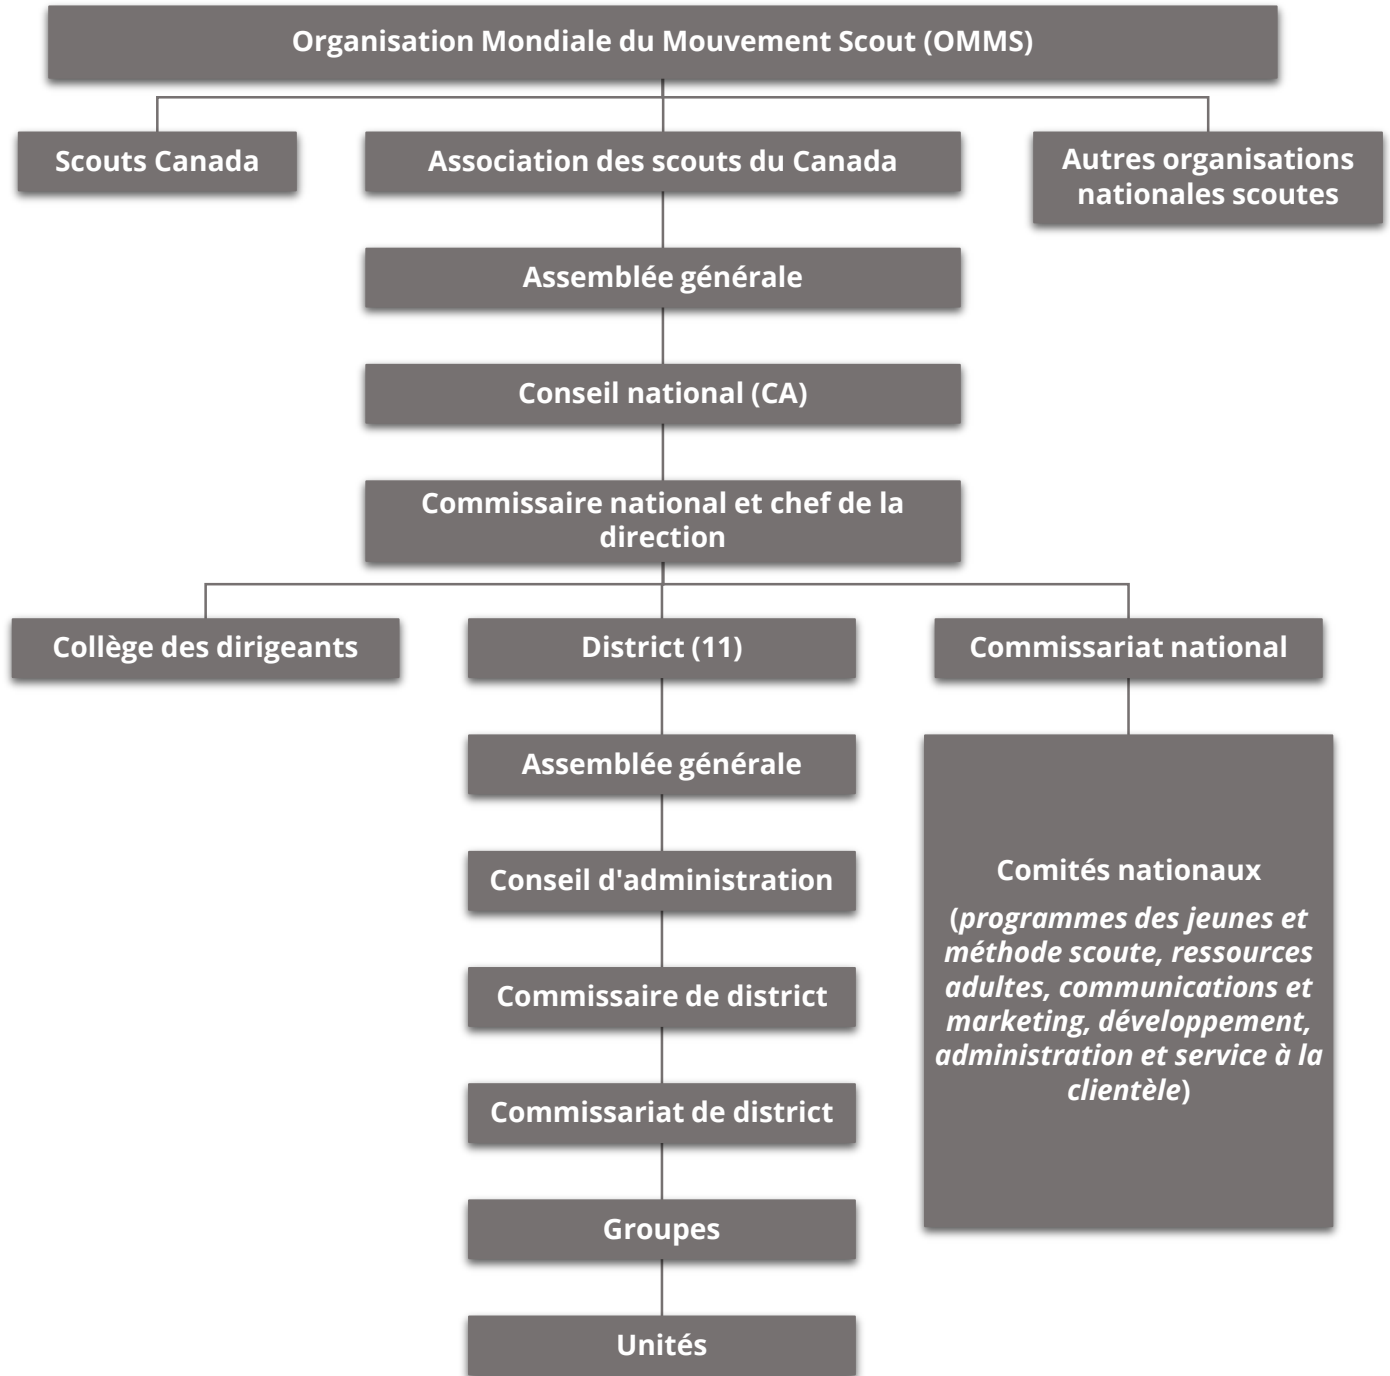 Organisation Mondiale du Mouvement Scout (OMMS)
Scouts Canada
Association des scouts du Canada
Autres organisations
nationales scoutes
Assemblée générale
Conseil national (CA)
Commissaire national et chef de la
direction
Collège des dirigeants
District (11)
Commissariat national
Assemblée générale
Conseil d'administration
Commissaire de district
Commissariat de district
Groupes
Unités
Comités nationaux
(programmes des jeunes et
méthode scoute, ressources
adultes, communications et
marketing, développement,
administration et service à la
clientèle)